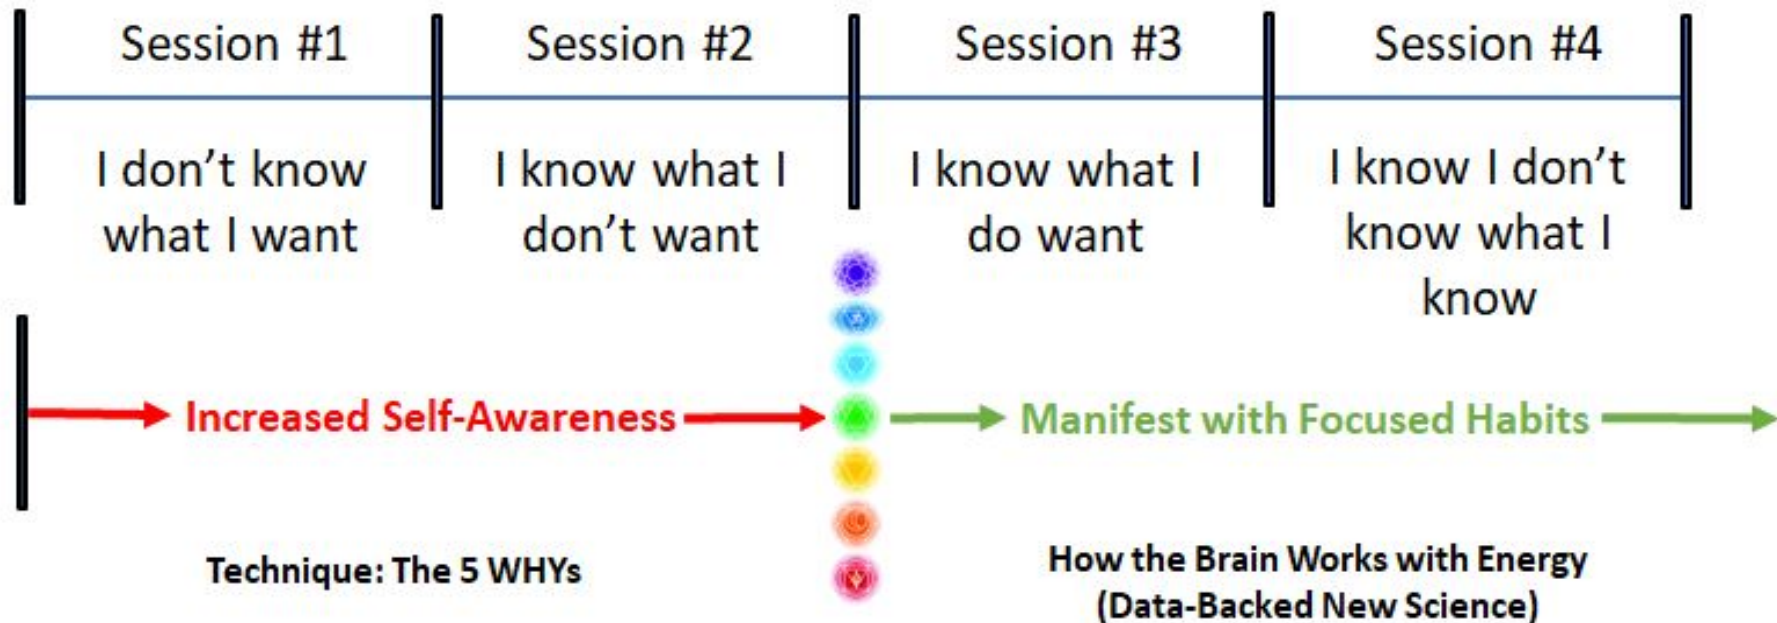 Session #1
Session #2
Session #3
Session #4
I don’t know
what I want
I know what I
don’t want
I know what I
do want
I know I don’t
know what I
know
Increased Self-Awareness
Manifest with Focused Habits
Technique: The 5 WHYs
How the Brain Works with Energy
(Data-Backed New Science)